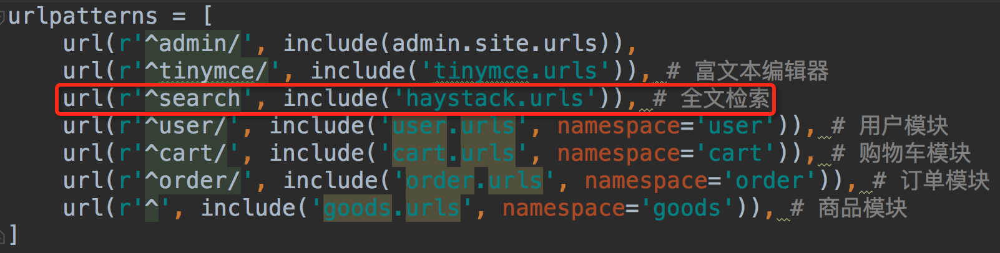 urlpatterns = [
    url(r'^admin/', include(admin.site.urls)),
    url(r'^tinymce/', include('tinymce.urls')), # 富文本编辑器
    url(r'^search', include('haystack.urls')), # 全文检索
    url(r'^user/', include('user.urls', namespace='user')), # 用户模块
    url(r'^cart/', include('cart.urls', namespace='cart')), # 购物车模块
    url(r'^order/', include('order.urls', namespace='order')), # 订单模块
    url(r'^', include('goods.urls', namespace='goods')), # 商品模块
]